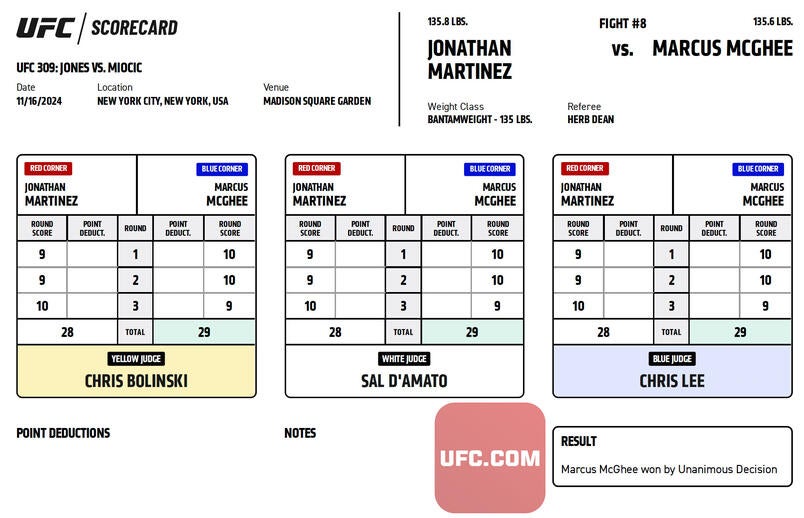 UFC / SCORECARD
UFC 309: JONES VS. MIOCIC
Date
11/16/2024
Location
NEW YORK CITY, NEW YORK, USA
Venue
MADISON SQUARE GARDEN
135.8 LBS.
FIGHT #8
135.6 LBS.
JONATHAN
MARTINEZ
vs.
MARCUS MCGHEE
Weight Class
BANTAMWEIGHT - 135 LBS.
Referee
HERB DEAN
RED CORNER
BLUE CORNER
JONATHAN
MARTINEZ
MARCUS
MCGHEE
ROUND SCORE POINT DEDUCT. ROUND POINT DEDUCT. ROUND SCORE
9 1 10
9 2 10
10 3 9
28 TOTAL 29
YELLOW JUDGE
CHRIS BOLINSKI
RED CORNER
BLUE CORNER
JONATHAN
MARTINEZ
MARCUS
MCGHEE
ROUND SCORE POINT DEDUCT. ROUND POINT DEDUCT. ROUND SCORE
9 1 10
9 2 10
10 3 9
28 TOTAL 29
WHITE JUDGE
SAL D'AMATO
RED CORNER
BLUE CORNER
JONATHAN
MARTINEZ
MARCUS
MCGHEE
ROUND SCORE POINT DEDUCT. ROUND POINT DEDUCT. ROUND SCORE
9 1 10
9 2 10
10 3 9
28 TOTAL 29
BLUE JUDGE
CHRIS LEE
POINT DEDUCTIONS
NOTES
UFC.COM
RESULT
Marcus McGhee won by Unanimous Decision